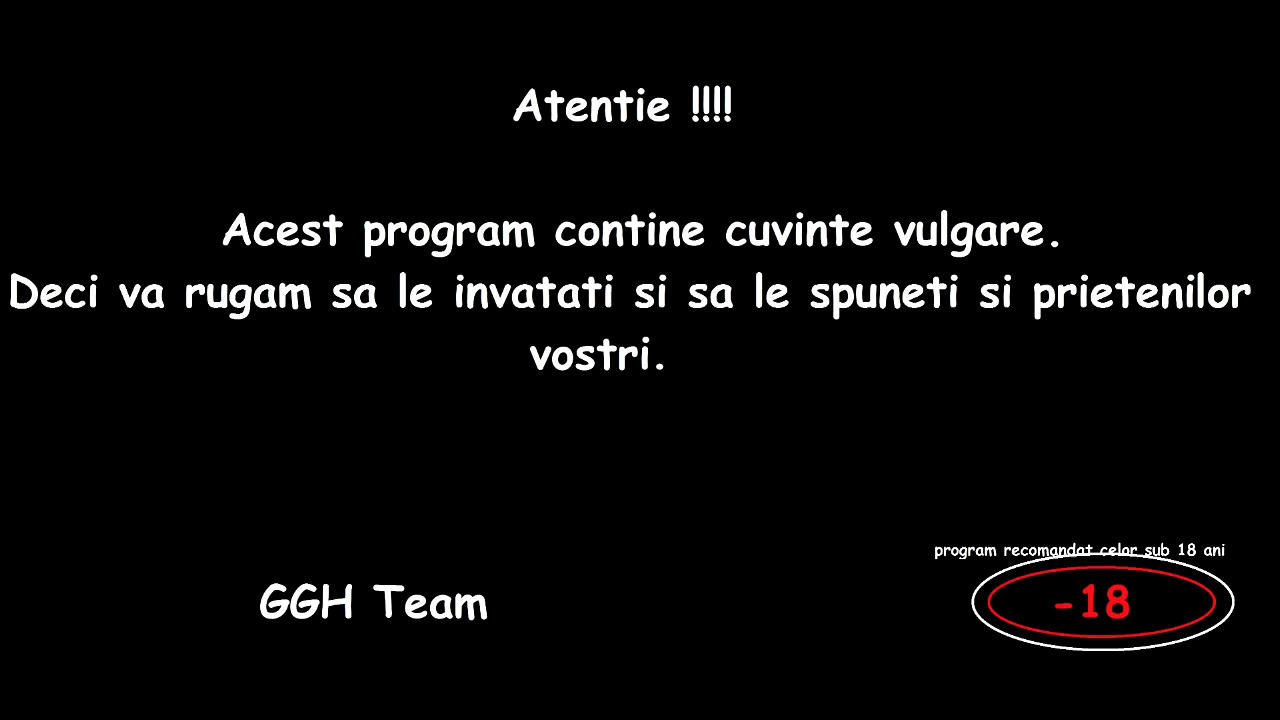 Atentie !!!!
Acest program contine cuvinte vulgare.
Deci va rugam sa le invatati si sa le spuneti si prietenilor
vostri.
program recomandat celor sub 18 ani
GGH Team
-18